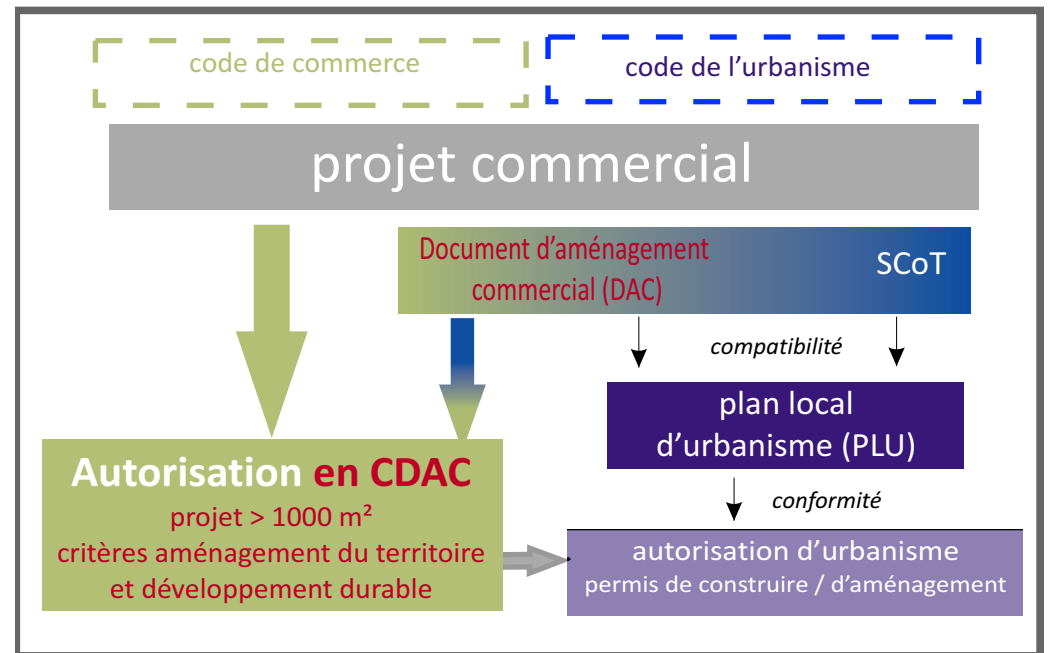 code de commerce
code de l’urbanisme
projet commercial
Document d’aménagement
commercial (DAC)
SCoT
compatibilité
plan local
d’urbanisme (PLU)
conformité
Autorisation en CDAC
projet > 1000 m²
critères aménagement du territoire
et développement durable
autorisation d’urbanisme
permis de construire / d’aménagement